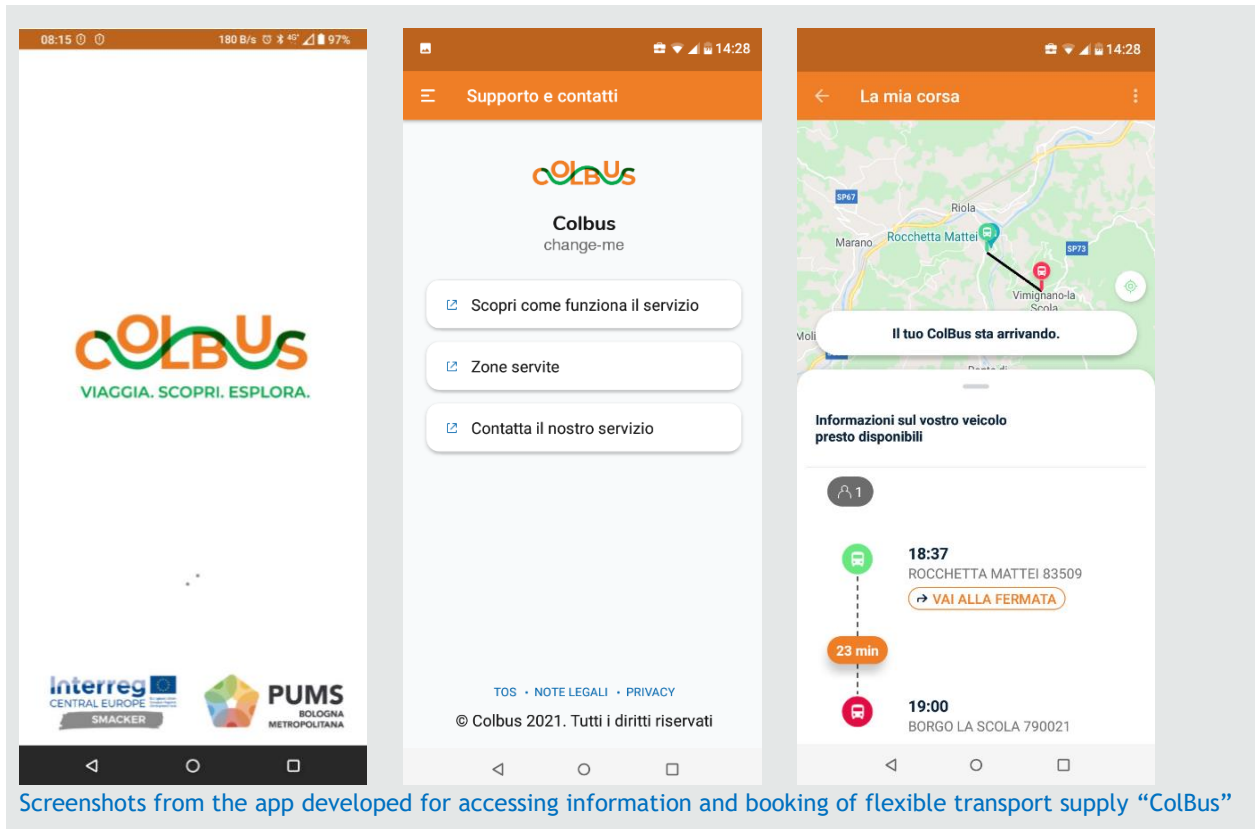 08:15
180 B/s
4G+
97%
COLBUS
VIAGGIA. SCOPRI. ESPLORA.
Interreg
CENTRAL EUROPE
SMACKER
PUMS
BOLOGNA
METROPOLITANA
14:28
Supporto e contatti
COLBUS
Colbus
change-me
Scopri come funziona il servizio
Zone servite
Contatta il nostro servizio
TOS • NOTE LEGALI • PRIVACY
© Colbus 2021. Tutti i diritti riservati
14:28
La mia corsa
SP67
Riola
Marano
Rocchetta Mattei
SP73
Vimignano-la
Scola
Moli
Il tuo ColBus sta arrivando.
Informazioni sul vostro veicolo
presto disponibili
1
18:37
ROCCHETTA MATTEI 83509
VAI ALLA FERMATA
23 min
19:00
BORGO LA SCOLA 790021
Screenshots from the app developed for accessing information and booking of flexible transport supply “ColBus”